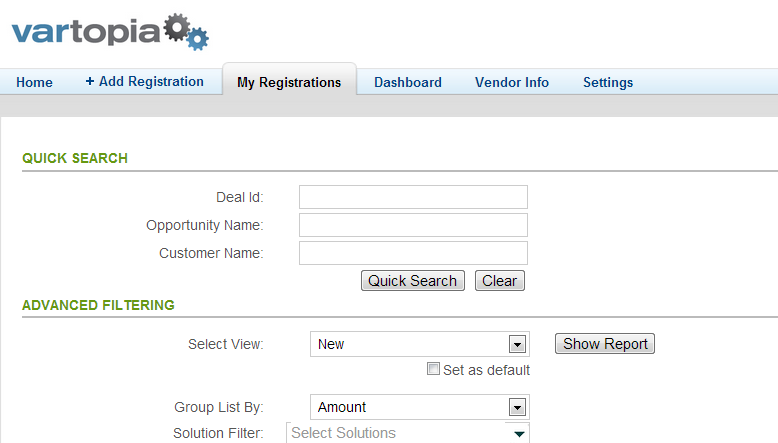 vartopia
Home + Add Registration My Registrations Dashboard Vendor Info Settings
QUICK SEARCH
Deal Id:
Opportunity Name:
Customer Name:
Quick Search Clear
ADVANCED FILTERING
Select View: New Show Report
Set as default
Group List By: Amount
Solution Filter: Select Solutions